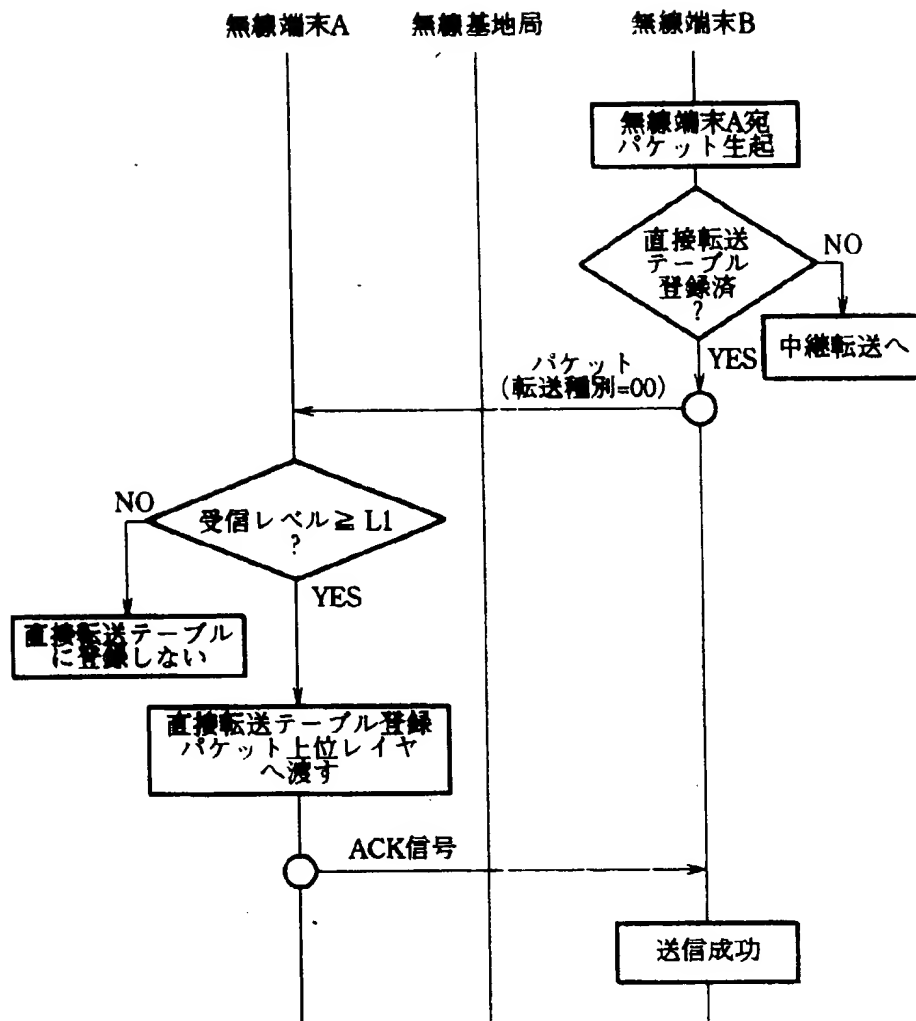 無線端末A 無線基地局 無線端末B
無線端末A宛
パケット生起
直接転送
テーブル
登録済
?
NO
中継転送へ
YES
パケット
(転送種別=00)
受信レベル≧L1
?
NO
YES
直接転送テーブル
に登録しない
直接転送テーブル登録
パケット上位レイヤ
へ渡す
ACK信号
送信成功